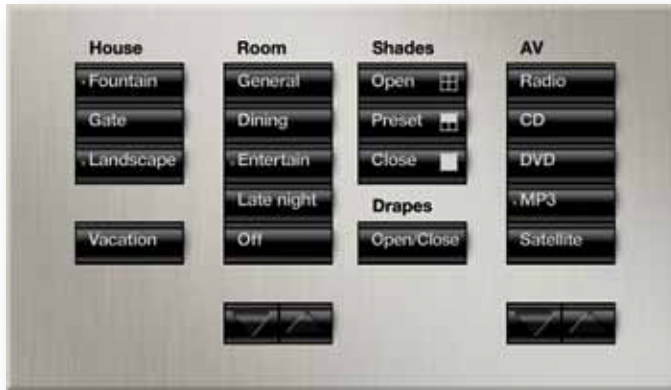 House
Fountain
Gate
Landscape
Vacation
Room
General
Dining
Entertain
Late night
Off
Shades
Open
Preset
Close
Drapes
Open/Close
AV
Radio
CD
DVD
MP3
Satellite